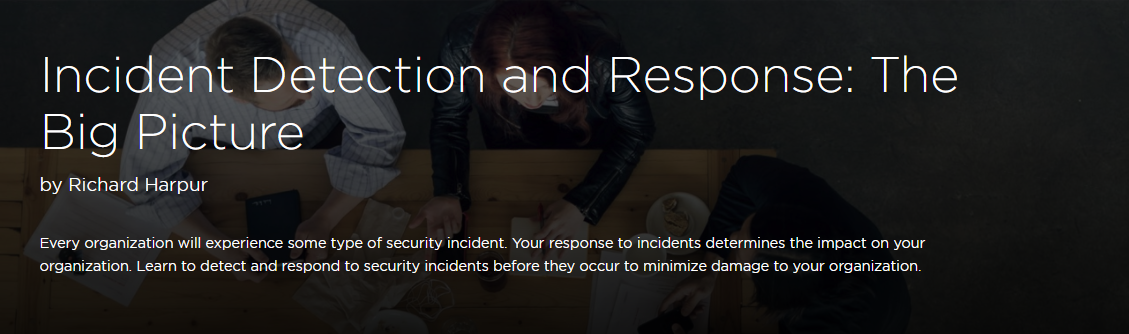 Incident Detection and Response: The
Big Picture
by Richard Harpur
Every organization will experience some type of security incident. Your response to incidents determines the impact on your
organization. Learn to detect and respond to security incidents before they occur to minimize damage to your organization.